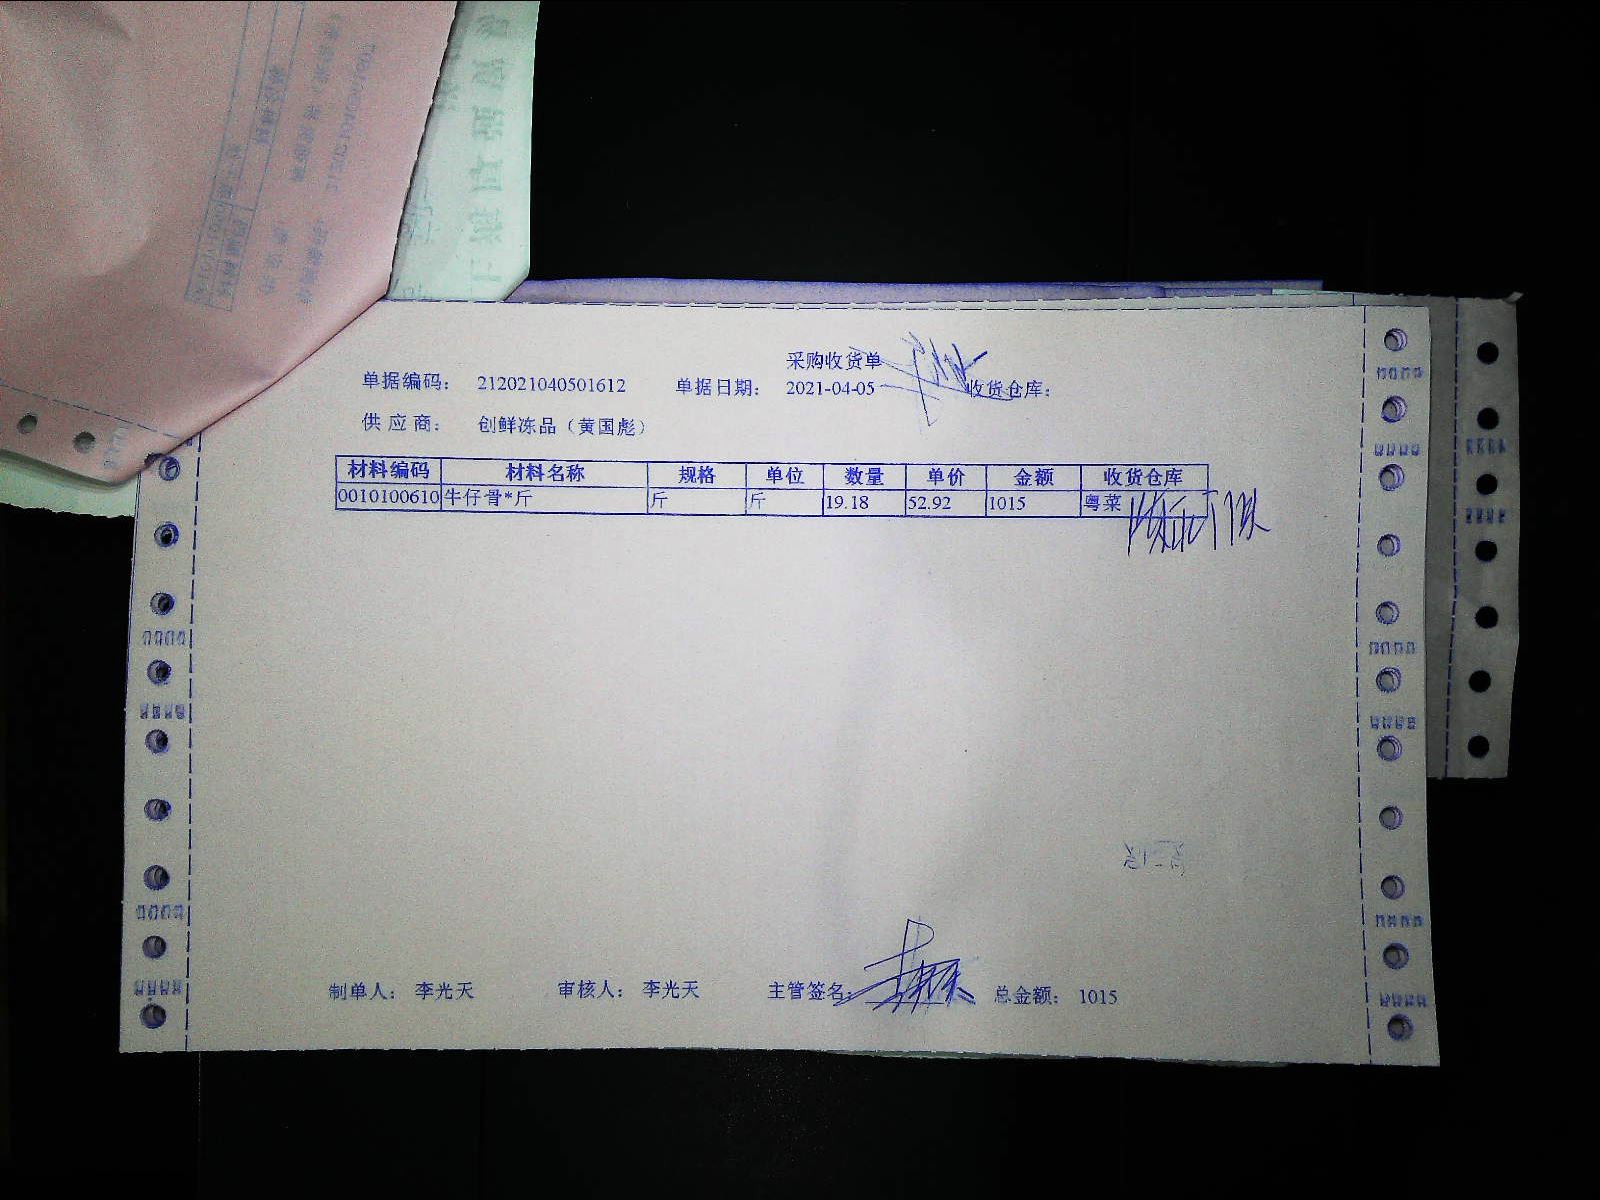 采购收货单
单据编码： 212021040501612 单据日期： 2021-04-05 收货仓库：
供应商： 创鲜冻品（黄国彪）
材料编码 材料名称 规格 单位 数量 单价 金额 收货仓库
0010100610 牛仔骨*斤 斤 斤 19.18 52.92 1015 粤菜
制单人： 李光天 审核人： 李光天 主管签名： 总金额： 1015